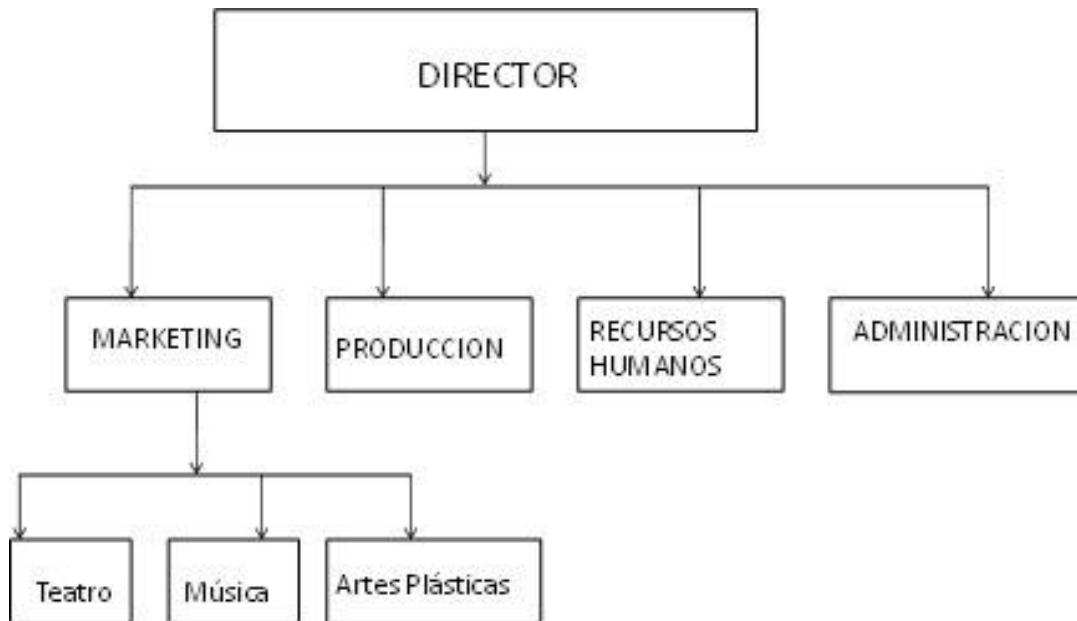 DIRECTOR
MARKETING
PRODUCCION
RECURSOS
HUMANOS
ADMINISTRACION
Teatro
Música
Artes Plásticas